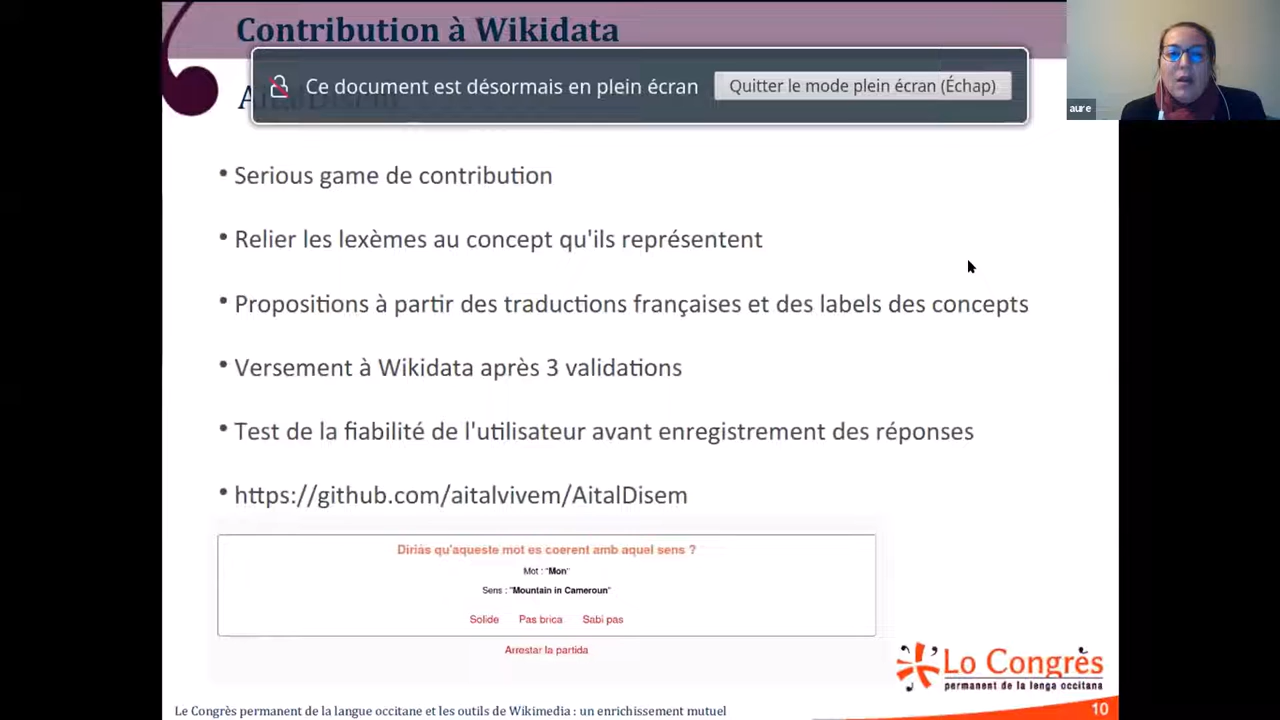 Contribution à Wikidata
Ce document est désormais en plein écran
Quitter le mode plein écran (Échap)
AitalDisem
aure
• Serious game de contribution
• Relier les lexèmes au concept qu'ils représentent
• Propositions à partir des traductions françaises et des labels des concepts
• Versement à Wikidata après 3 validations
• Test de la fiabilité de l'utilisateur avant enregistrement des réponses
• https://github.com/aitalvivem/AitalDisem
Diriás qu'aqueste mot es coerent amb aquel sens ?
Mot : "Mon"
Sens : "Mountain in Cameroun"
Solide Pas brica Sabi pas
Arrestar la partida
Lo Congrès
permanent de la lenga occitana
Le Congrès permanent de la langue occitane et les outils de Wikimedia : un enrichissement mutuel
10